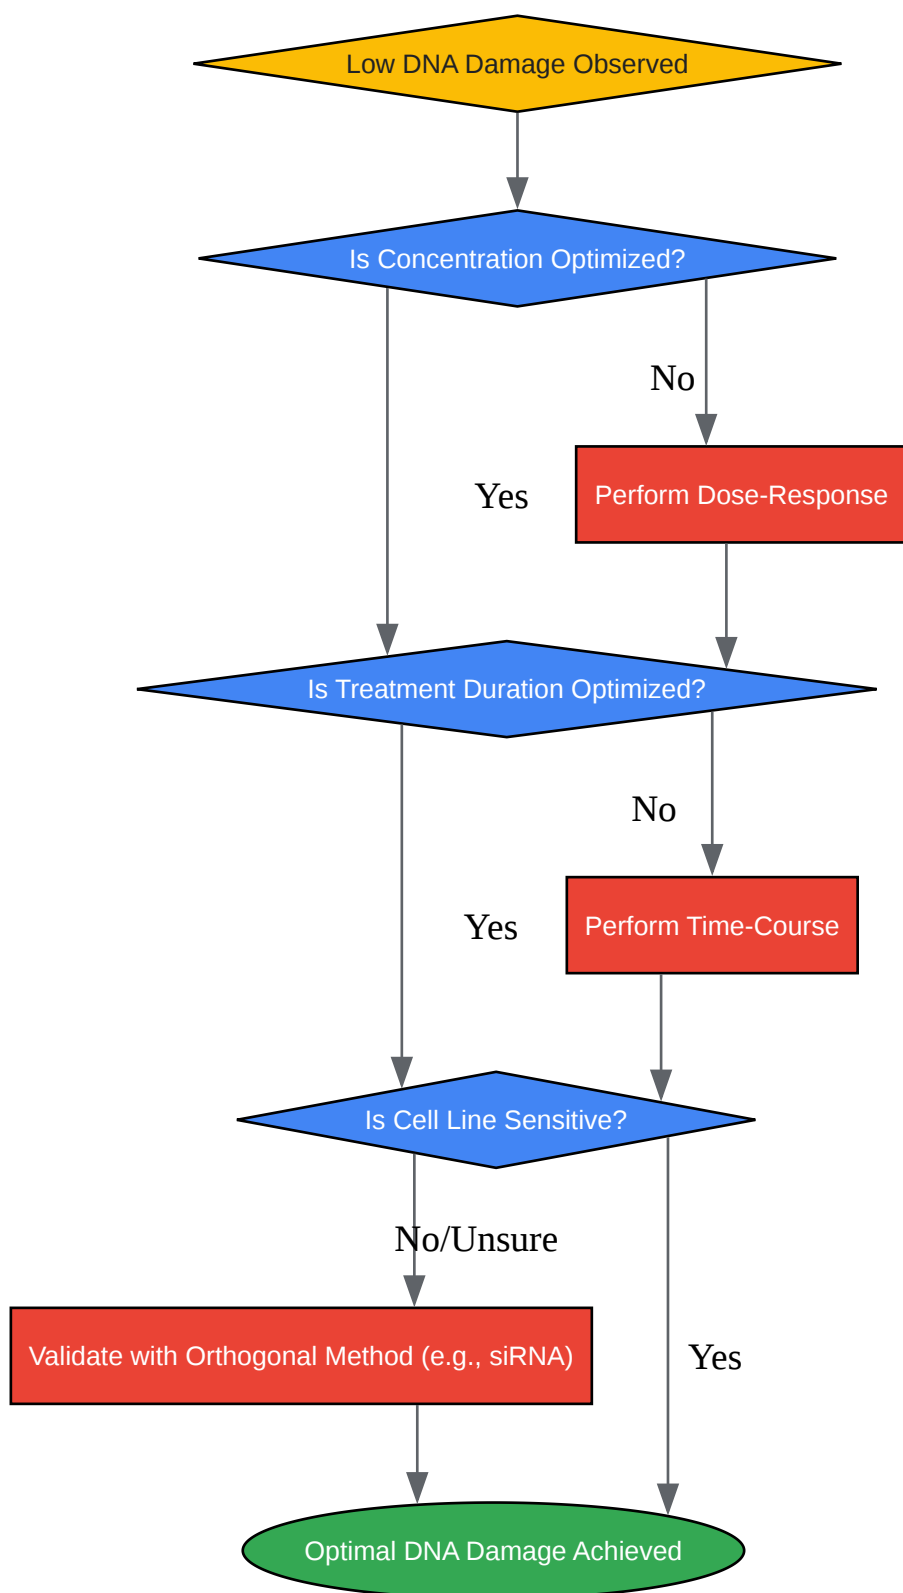 Low DNA Damage Observed
Is Concentration Optimized?
No
Yes
Perform Dose-Response
Is Treatment Duration Optimized?
No
Yes
Perform Time-Course
Is Cell Line Sensitive?
No/Unsure
Validate with Orthogonal Method (e.g., siRNA)
Yes
Optimal DNA Damage Achieved